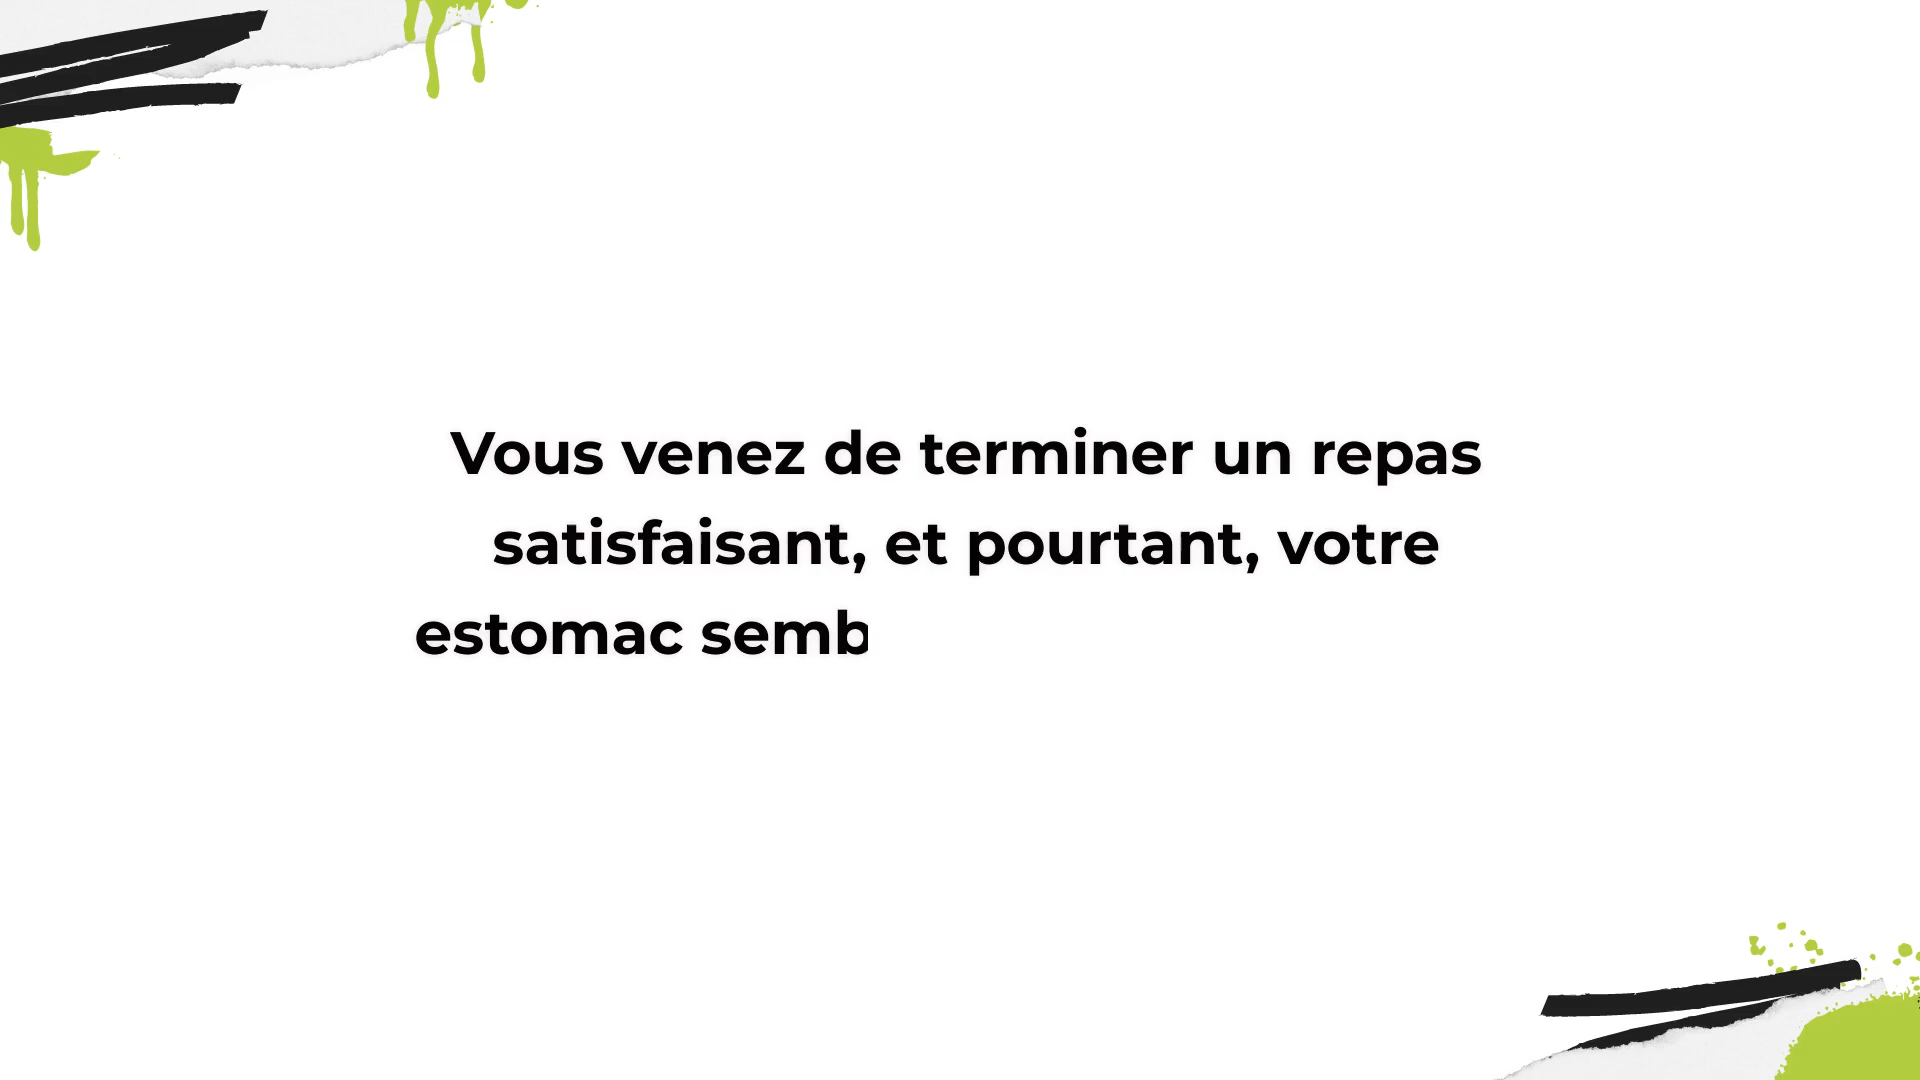 Vous venez de terminer un repas
satisfaisant, et pourtant, votre
estomac semb